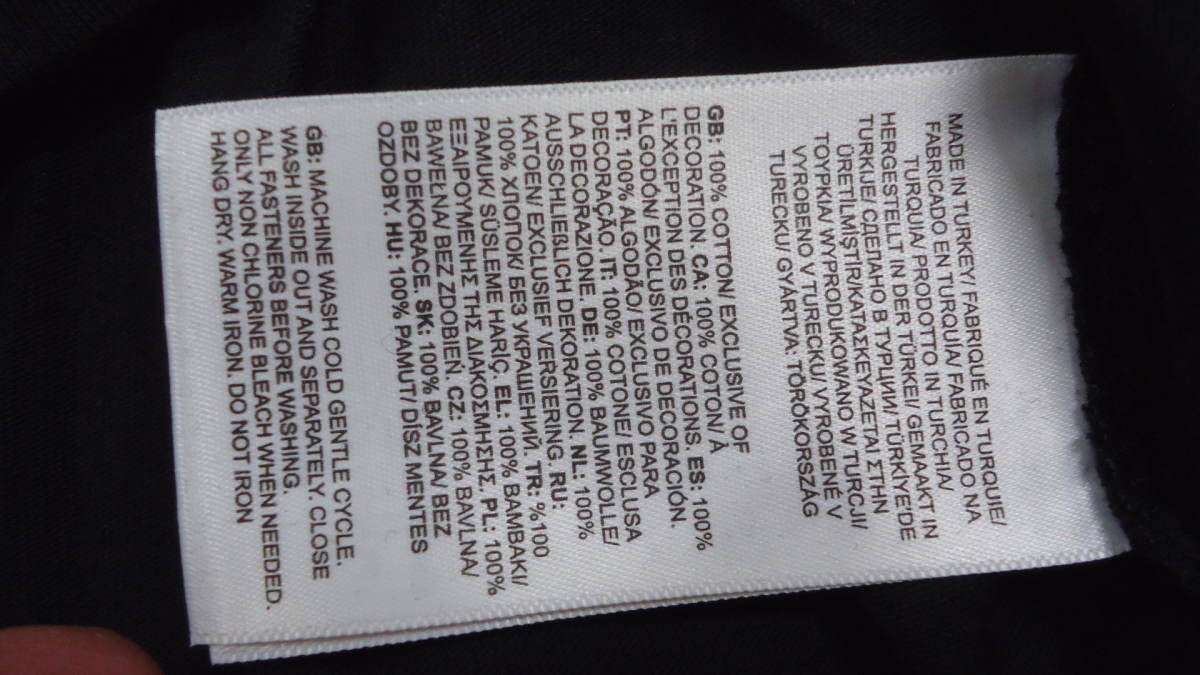 MADE IN TURKEY/ FABRIQUÉ EN TURQUIE/
FABRICADO EN TURQUÍA/ FABRICADO NA
TURQUIA/ PRODOTTO IN TURCHIA/
HERGESTELLT IN DER TÜRKEI/ GEMAAKT IN
TURKIJE/ СДЕЛАНО В ТУРЦИИ/ TÜRKİYE'DE
ÜRETİLMİŞTİR/ΚΑΤΑΣΚΕΥΑΖΕΤΑΙ ΣΤΗΝ
ΤΟΥΡΚΙΑ/ WYPRODUKOWANO W TURCJI/
VYROBENO V TURECKU/ VYROBENÉ V
TURECKU/ GYÁRTVA: TÖRÖKORSZÁG
GB: 100% COTTON/ EXCLUSIVE OF
DECORATION. CA: 100% COTON/ À
L'EXCEPTION DES DÉCORATIONS. ES: 100%
ALGODÓN/ EXCLUSIVO DE DECORACIÓN.
PT: 100% ALGODÃO/ EXCLUSIVO PARA
DECORAÇÃO. IT: 100% COTONE/ ESCLUSA
LA DECORAZIONE. DE: 100% BAUMWOLLE/
AUSSCHLIEßLICH DEKORATION. NL: 100%
KATOEN/ EXCLUSIEF VERSIERING. RU:
100% ХЛОПОК/ БЕЗ УКРАШЕНИЙ. TR: %100
PAMUK/ SÜSLEME HARİÇ. EL: 100% ΒΑΜΒΑΚΙ/
ΕΞΑΙΡΟΥΜΕΝΗΣ ΤΗΣ ΔΙΑΚΟΣΜΗΣΗΣ. PL: 100%
BAWEŁNA/ BEZ ZDOBIEŃ. CZ: 100% BAVLNA/
BEZ DEKORACE. SK: 100% BAVLNA/ BEZ
OZDOBY. HU: 100% PAMUT/ DÍSZ MENTES
GB: MACHINE WASH COLD GENTLE CYCLE.
WASH INSIDE OUT AND SEPARATELY. CLOSE
ALL FASTENERS BEFORE WASHING.
ONLY NON CHLORINE BLEACH WHEN NEEDED.
HANG DRY. WARM IRON. DO NOT IRON